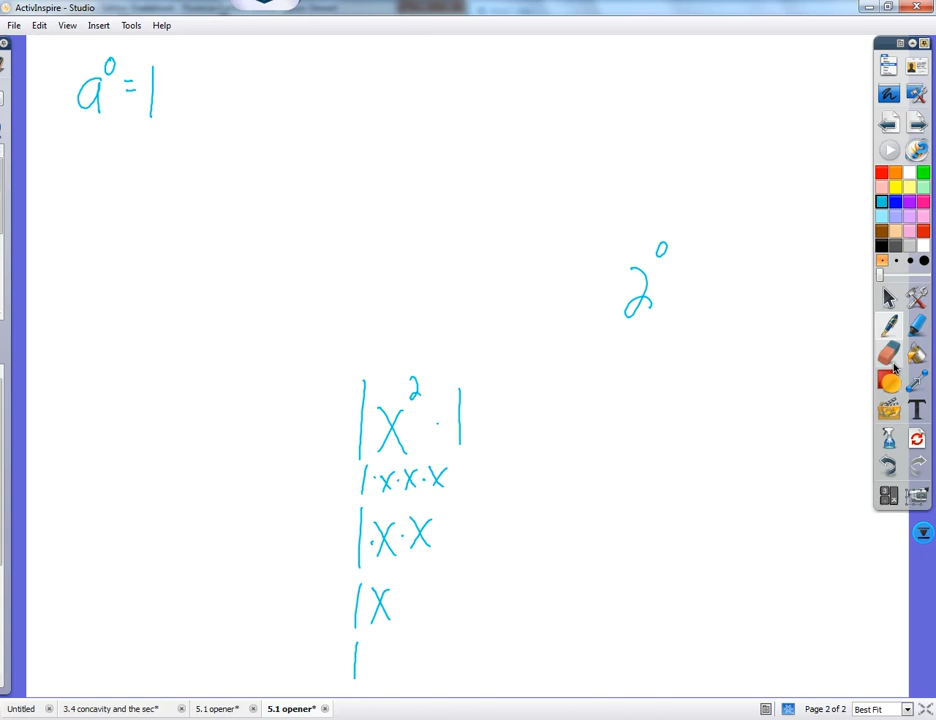 ActivInspire - Studio
File Edit View Insert Tools Help
a⁰ = 1
2⁰
1x² · 1
1·x·x·x
1·x·x
1x
1
T
Untitled 3.4 concavity and the sec* 5.1 opener* 5.1 opener* Page 2 of 2 Best Fit